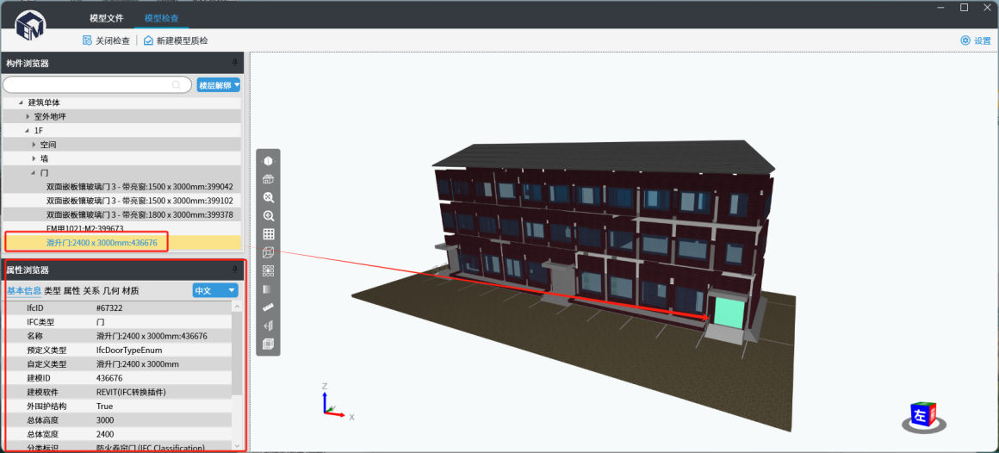 模型文件 模型检查
关闭检查 新建模型质检 设置
构件浏览器
楼层解绑
建筑单体
室外地坪
1F
空间
墙
门
双面嵌板镶玻璃门 3 - 带亮窗:1500 x 3000mm:399042
双面嵌板镶玻璃门 3 - 带亮窗:1500 x 3000mm:399102
双面嵌板镶玻璃门 3 - 带亮窗:1800 x 3000mm:399378
FM甲1021:M2:399673
滑升门:2400 x 3000mm:436676
属性浏览器
基本信息 类型 属性 关系 几何 材质 中文
IfcID #67322
IFC类型 门
名称 滑升门:2400 x 3000mm:436676
预定义类型 IfcDoorTypeEnum
自定义类型 滑升门:2400 x 3000mm
建模ID 436676
建模软件 REVIT(IFC转换插件)
外围护结构 True
总体高度 3000
总体宽度 2400
分类标识 防火卷帘门 (IFC Classification)
Z
Y
X
左